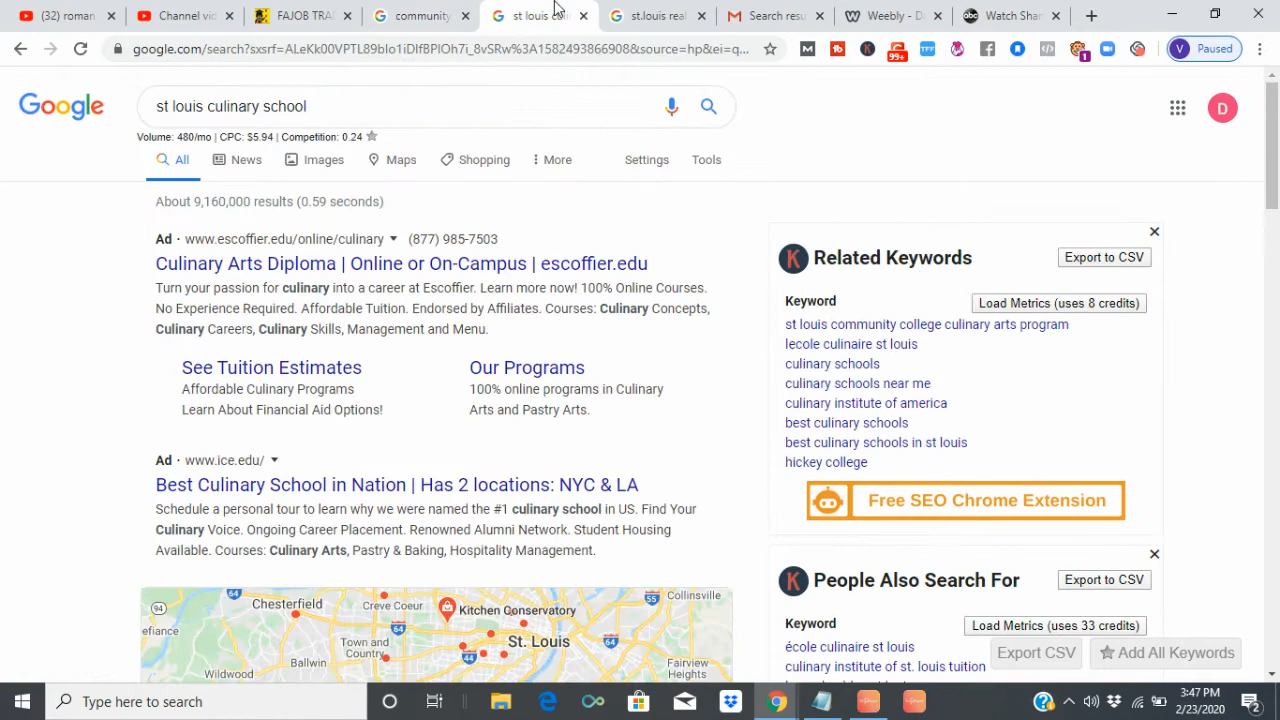 (32) roman
Channel vid
FAJOB TRA
community
st louis culin
st.louis real
Search resu
Weebly - D
Watch Shar
google.com/search?sxsrf=ALeKk00VPTL89bIo1iDIfBPlOh7i_8vSRw%3A1582493866908&source=hp&ei=q...
99+
TFF
1
V Paused
Google
st louis culinary school
D
Volume: 480/mo | CPC: $5.94 | Competition: 0.24
All
News
Images
Maps
Shopping
More
Settings
Tools
About 9,160,000 results (0.59 seconds)
Ad · www.escoffier.edu/online/culinary (877) 985-7503
Culinary Arts Diploma | Online or On-Campus | escoffier.edu
Turn your passion for culinary into a career at Escoffier. Learn more now! 100% Online Courses.
No Experience Required. Affordable Tuition. Endorsed by Affiliates. Courses: Culinary Concepts,
Culinary Careers, Culinary Skills, Management and Menu.
See Tuition Estimates
Affordable Culinary Programs
Learn About Financial Aid Options!
Our Programs
100% online programs in Culinary
Arts and Pastry Arts.
Ad · www.ice.edu/
Best Culinary School in Nation | Has 2 locations: NYC & LA
Schedule a personal tour to learn why we were named the #1 culinary school in US. Find Your
Culinary Voice. Ongoing Career Placement. Renowned Alumni Network. Student Housing
Available. Courses: Culinary Arts, Pastry & Baking, Hospitality Management.
94
64
Chesterfield
Creve Coeur
Kitchen Conservatory
55
Collinsville
efiance
Town and
Country
64
St. Louis
64
44
Ballwin
Wildwood
Fairview
Heights
K Related Keywords
Export to CSV
Keyword
Load Metrics (uses 8 credits)
st louis community college culinary arts program
lecole culinaire st louis
culinary schools
culinary schools near me
culinary institute of america
best culinary schools
best culinary schools in st louis
hickey college
Free SEO Chrome Extension
K People Also Search For
Export to CSV
Keyword
Load Metrics (uses 33 credits)
école culinaire st louis
culinary institute of st. louis tuition
Export CSV
Add All Keywords
Type here to search
3:47 PM
2/23/2020
2